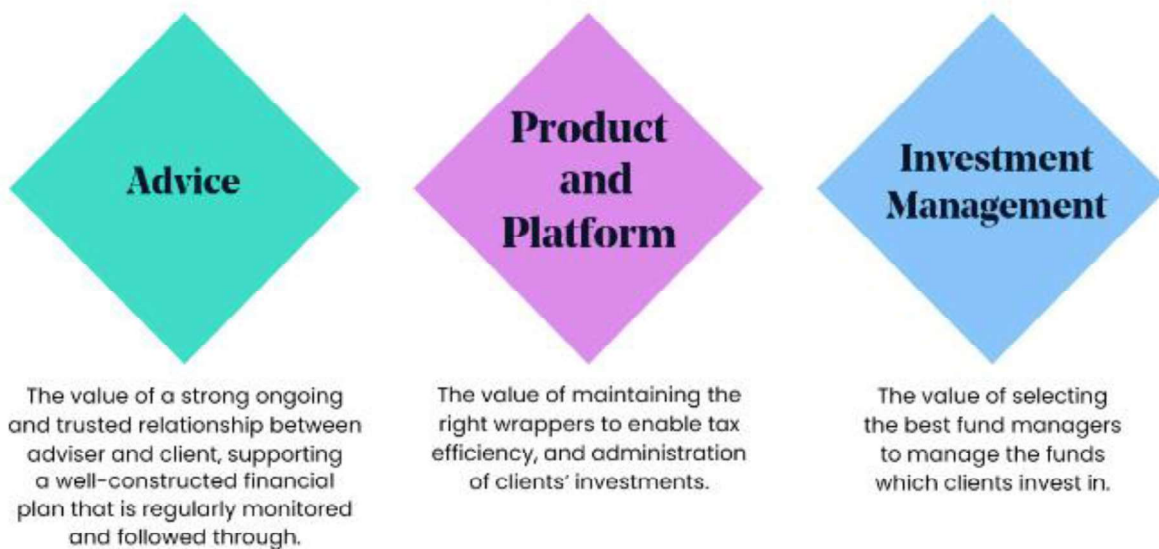 Advice
The value of a strong ongoing
and trusted relationship between
adviser and client, supporting
a well-constructed financial
plan that is regularly monitored
and followed through.
Product
and
Platform
The value of maintaining the
right wrappers to enable tax
efficiency, and administration
of clients’ investments.
Investment
Management
The value of selecting
the best fund managers
to manage the funds
which clients invest in.